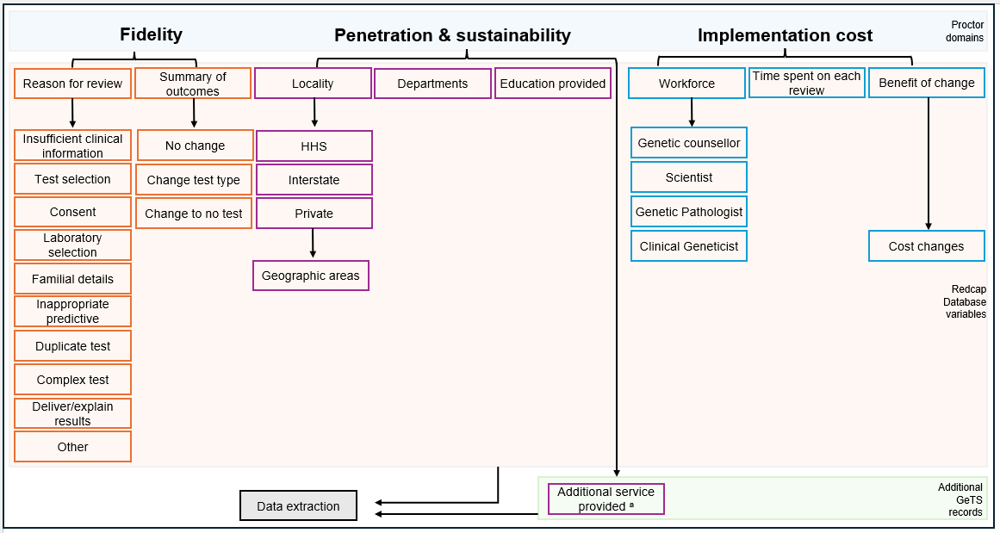 Fidelity
Penetration & sustainability
Implementation cost
Proctor
domains
Reason for review
Summary of
outcomes
Locality
Departments
Education provided
Workforce
Time spent on each
review
Benefit of change
Insufficient clinical
information
Test selection
Consent
Laboratory
selection
Familial details
Inappropriate
predictive
Duplicate test
Complex test
Deliver/explain
results
Other
No change
Change test type
Change to no test
HHS
Interstate
Private
Geographic areas
Genetic counsellor
Scientist
Genetic Pathologist
Clinical Geneticist
Cost changes
Redcap
Database
variables
Data extraction
Additional service
provided ª
Additional
GeTS
records